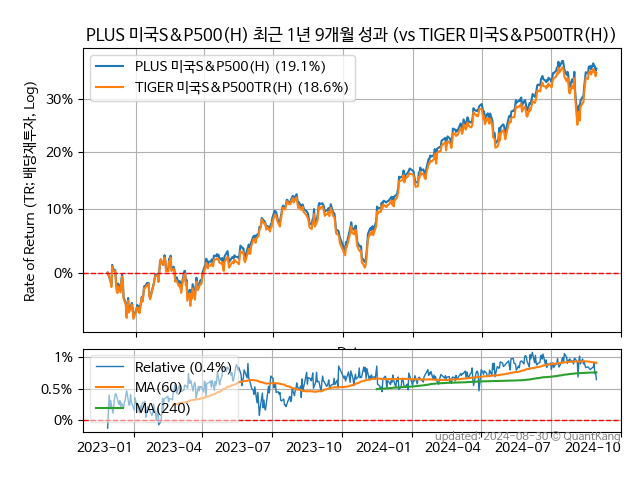 PLUS 미국S&P500(H) 최근 1년 9개월 성과 (vs TIGER 미국S&P500TR(H))
PLUS 미국S&P500(H) (19.1%)
TIGER 미국S&P500TR(H) (18.6%)
Rate of Return (TR: 배당재투자, Log)
30%
20%
10%
0%
1%
0.5%
0%
Relative (0.4%)
MA(60)
MA(240)
updated: 2024-08-30 © QuantKang
2023-01 2023-04 2023-07 2023-10 2024-01 2024-04 2024-07 2024-10